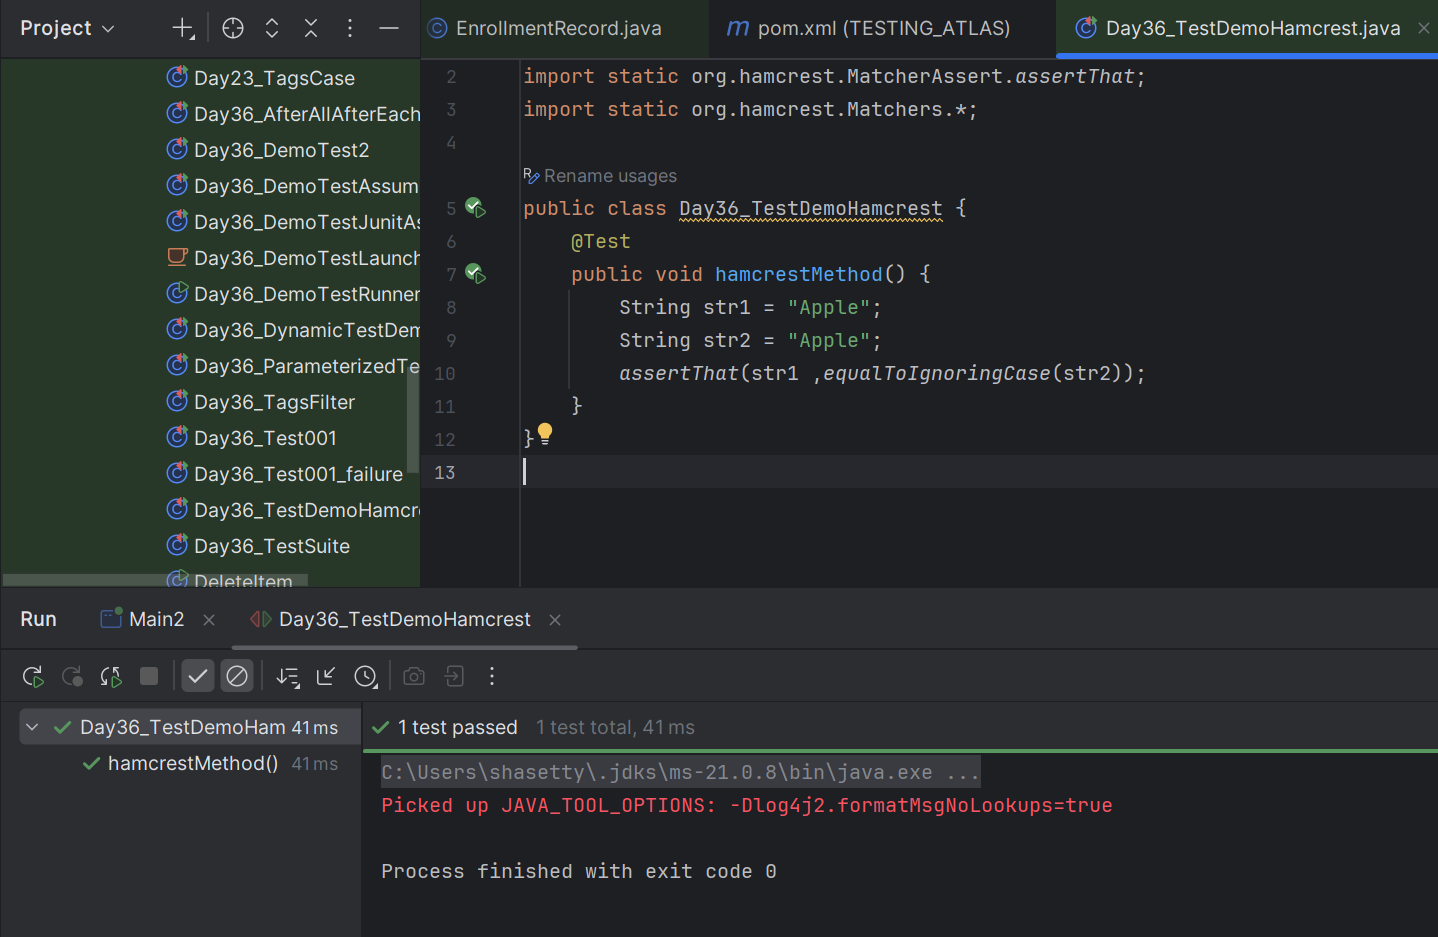 Project
EnrollmentRecord.java
pom.xml (TESTING_ATLAS)
Day36_TestDemoHamcrest.java
Day23_TagsCase
Day36_AfterAllAfterEach
Day36_DemoTest2
Day36_DemoTestAssum
Day36_DemoTestJunitAs
Day36_DemoTestLaunch
Day36_DemoTestRunner
Day36_DynamicTestDem
Day36_ParameterizedTe
Day36_TagsFilter
Day36_Test001
Day36_Test001_failure
Day36_TestDemoHamcre
Day36_TestSuite
DeleteItem
2 import static org.hamcrest.MatcherAssert.assertThat;
3 import static org.hamcrest.Matchers.*;
4
Rename usages
5 public class Day36_TestDemoHamcrest {
6 @Test
7 public void hamcrestMethod() {
8 String str1 = "Apple";
9 String str2 = "Apple";
10 assertThat(str1 ,equalToIgnoringCase(str2));
11 }
12 }
13
Run
Main2
Day36_TestDemoHamcrest
Day36_TestDemoHam 41 ms
hamcrestMethod() 41 ms
1 test passed 1 test total, 41 ms
C:\Users\shasetty\.jdks\ms-21.0.8\bin\java.exe ...
Picked up JAVA_TOOL_OPTIONS: -Dlog4j2.formatMsgNoLookups=true
Process finished with exit code 0